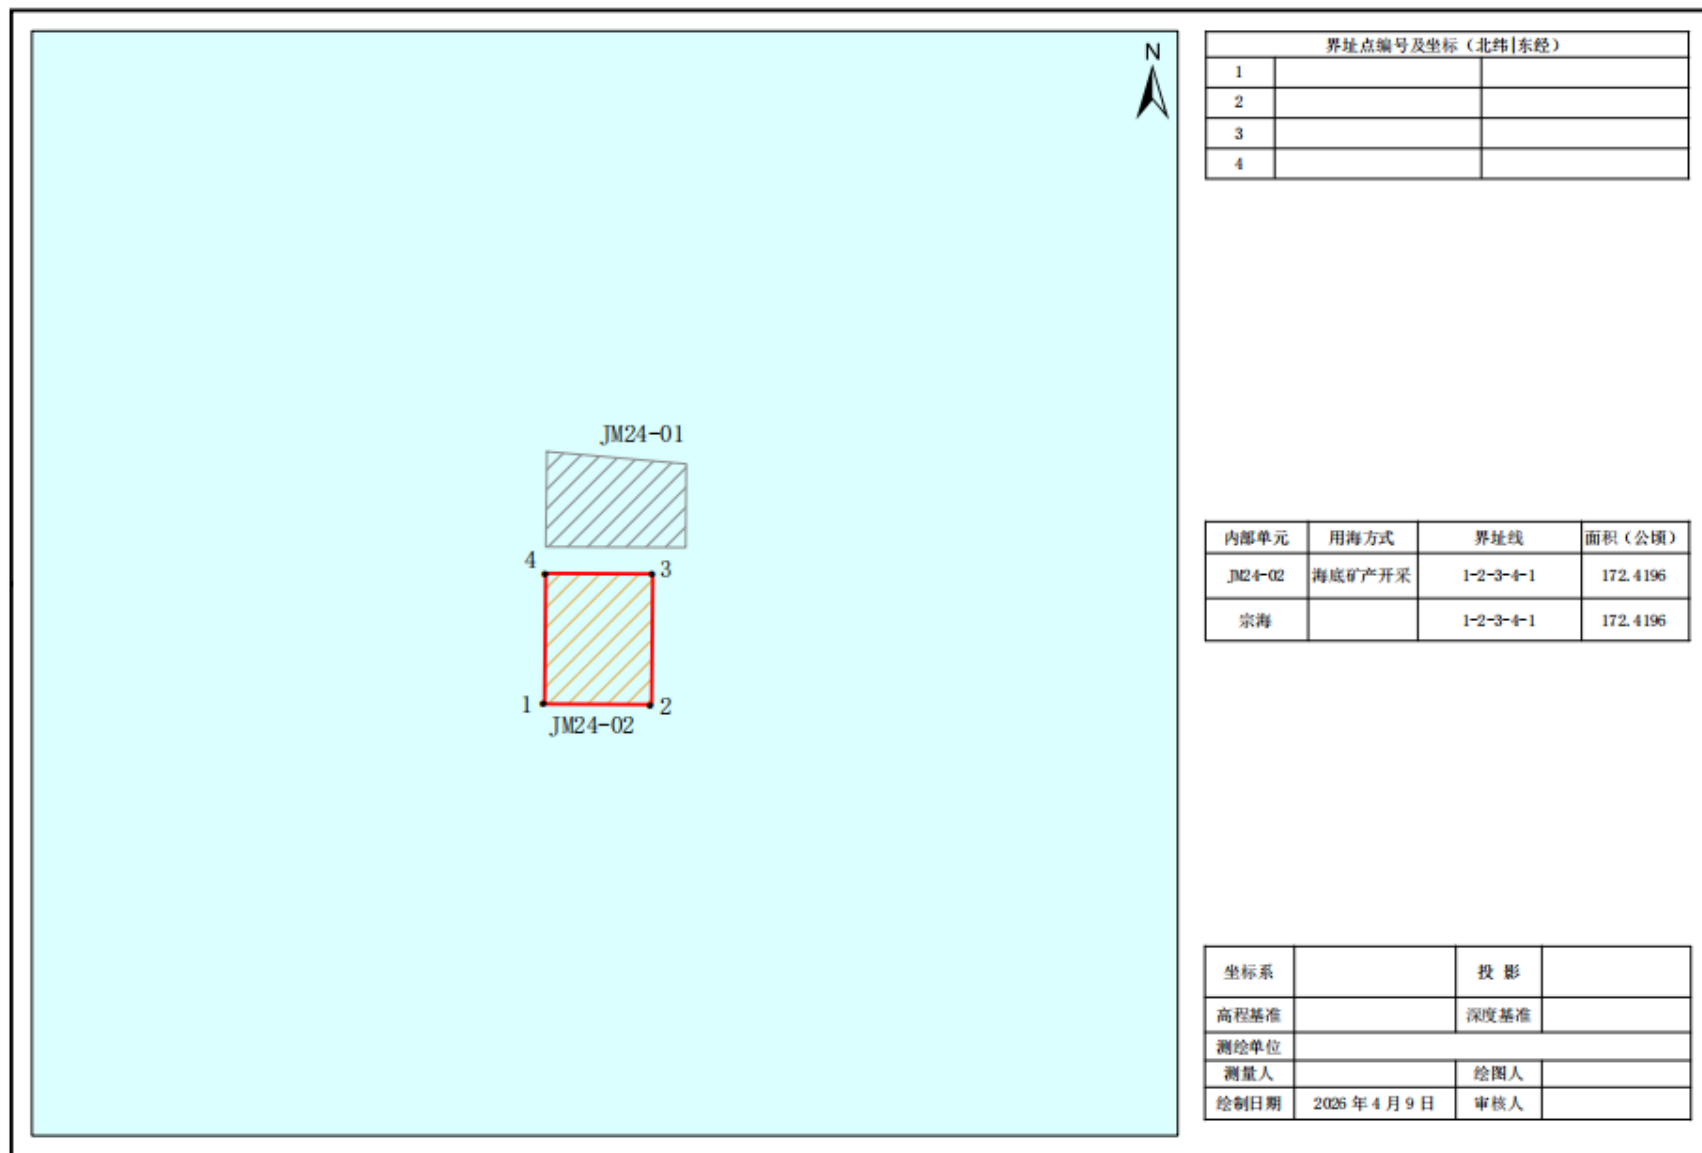 N
JM24-01
4
3
1
2
JM24-02
界址点编号及坐标（北纬|东经）
1
2
3
4
内部单元 用海方式 界址线 面积（公顷）
JM24-02 海底矿产开采 1-2-3-4-1 172.4196
宗海 1-2-3-4-1 172.4196
坐标系 投 影
高程基准 深度基准
测绘单位
测量人 绘图人
绘制日期 2026年4月9日 审核人